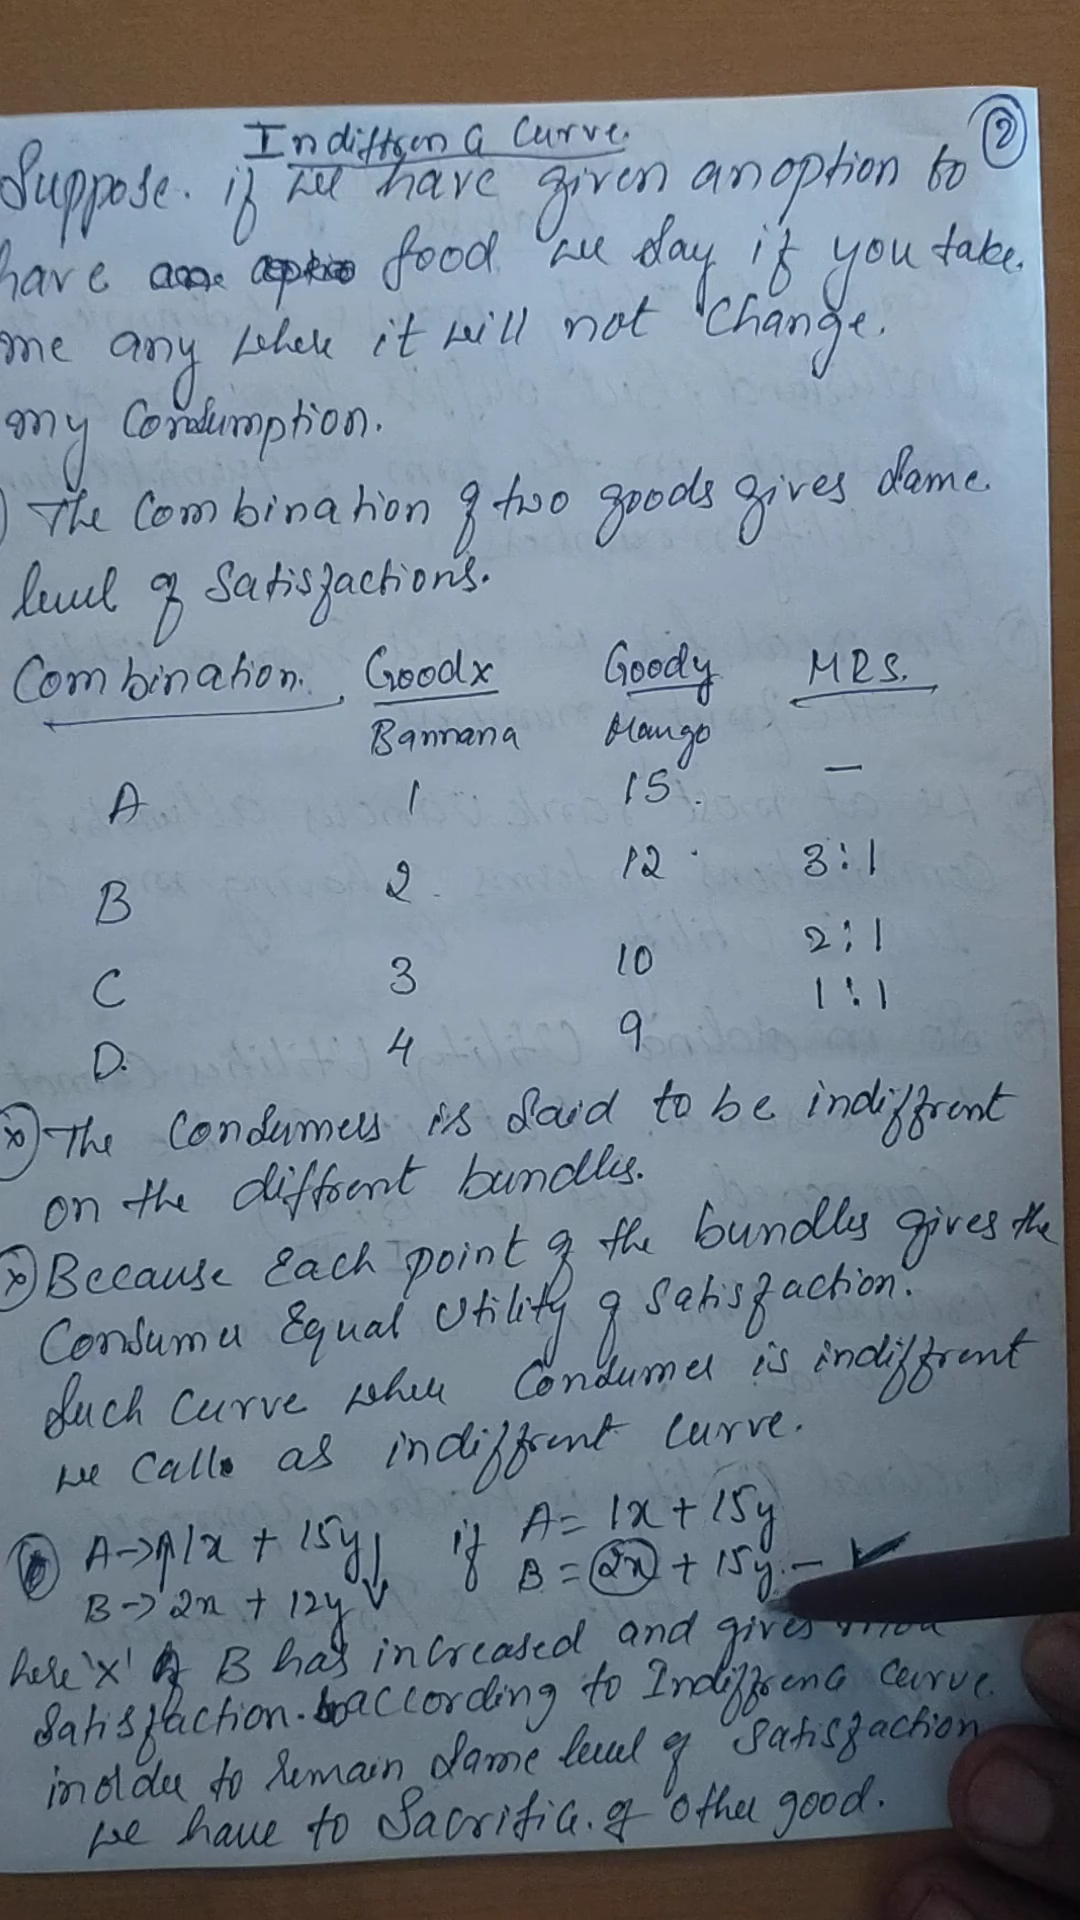 ②
Indiffrence Curve.
Suppose. if we have given an option to
have food we say if you take.
me any where it will not change.
my Consumption.
The Combination of two goods gives same.
level of Satisfactions.
Combination. Goodx Goody MRS.
Bannana Mango
A 1 15. —
B 2. 12. 3:1
C 3 10 2:1
D. 4 9 1:1
The Consumers is said to be indiffrent
on the diffrent bundles.
Because Each point of the bundles gives the
Consumer Equal Utility of Satisfaction.
Such Curve where Consumer is indiffrent
we call as indiffrent curve.
A→↑1x + 15y↓ if A = 1x + 15y
B→ 2x + 12y↓ B = 2x + 15y -
here 'x' of B has increased and gives
Satisfaction. according to Indiffrence Curve.
inorder to remain same level of Satisfaction
we have to Sacrifice. of other good.